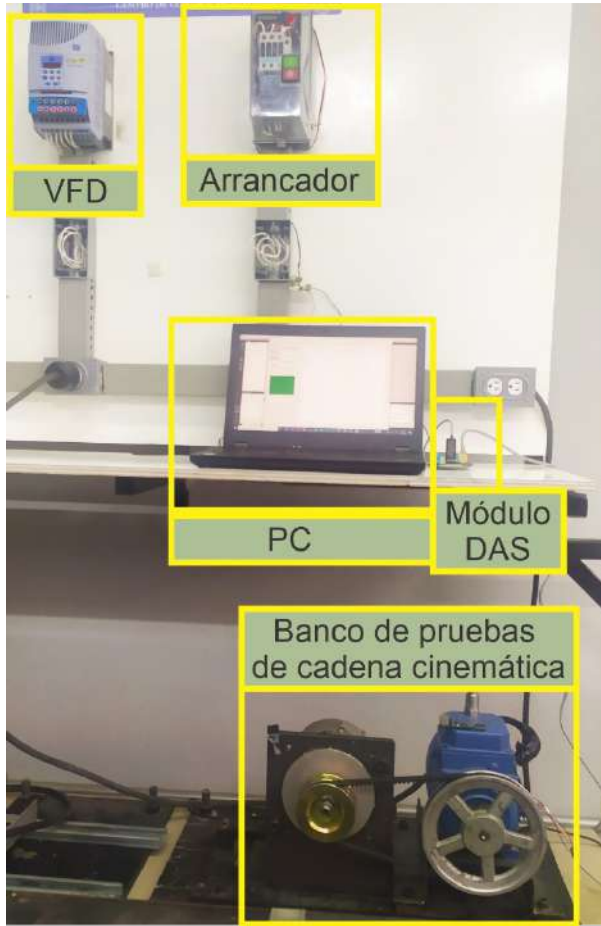 VFD
Arrancador
PC
Módulo
DAS
Banco de pruebas
de cadena cinemática